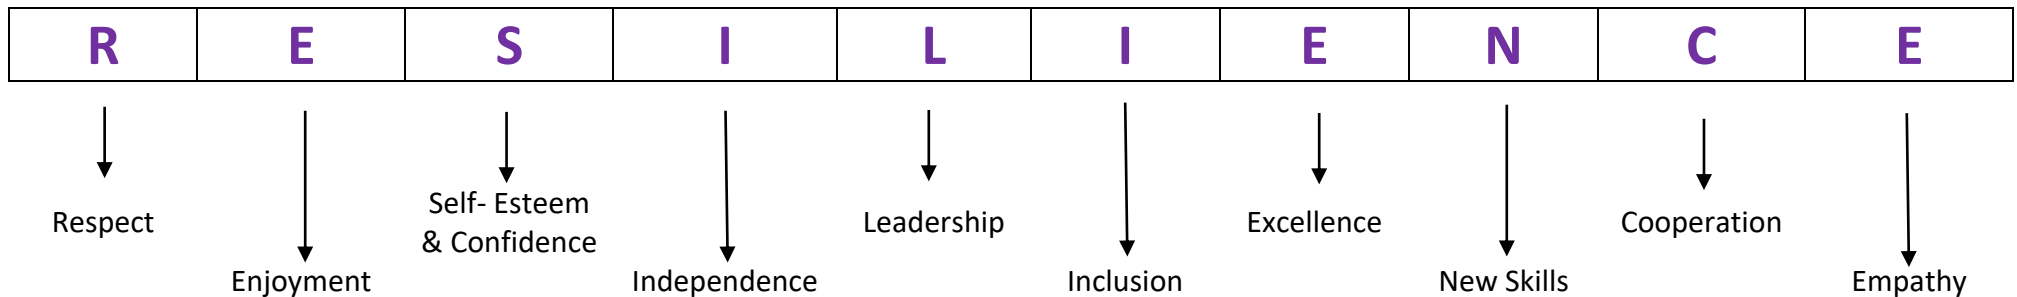 R E S I L I E N C E
Respect
Enjoyment
Self- Esteem
& Confidence
Independence
Leadership
Inclusion
Excellence
New Skills
Cooperation
Empathy